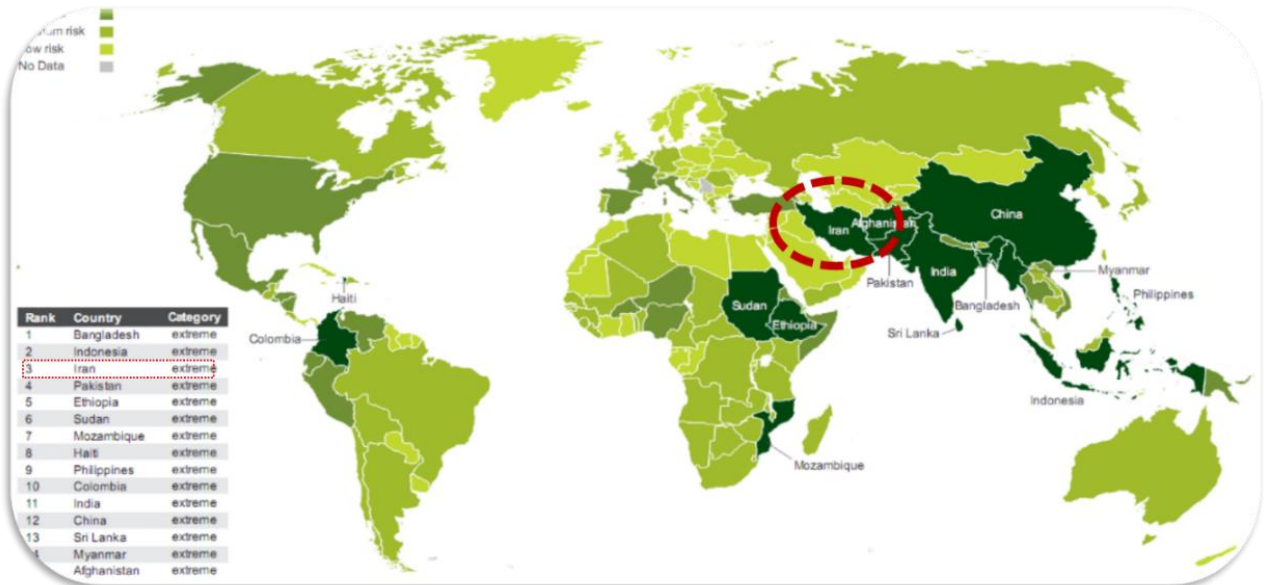 risk
risk
No Data
Haiti
Colombia
Sudan
Ethiopia
Mozambique
Iran
Afghanistan
Pakistan
India
China
Bangladesh
Sri Lanka
Myanmar
Philippines
Indonesia
Rank Country Category
1 Bangladesh extreme
2 Indonesia extreme
3 Iran extreme
4 Pakistan extreme
5 Ethiopia extreme
6 Sudan extreme
7 Mozambique extreme
8 Haiti extreme
9 Philippines extreme
10 Colombia extreme
11 India extreme
12 China extreme
13 Sri Lanka extreme
Myanmar extreme
Afghanistan extreme